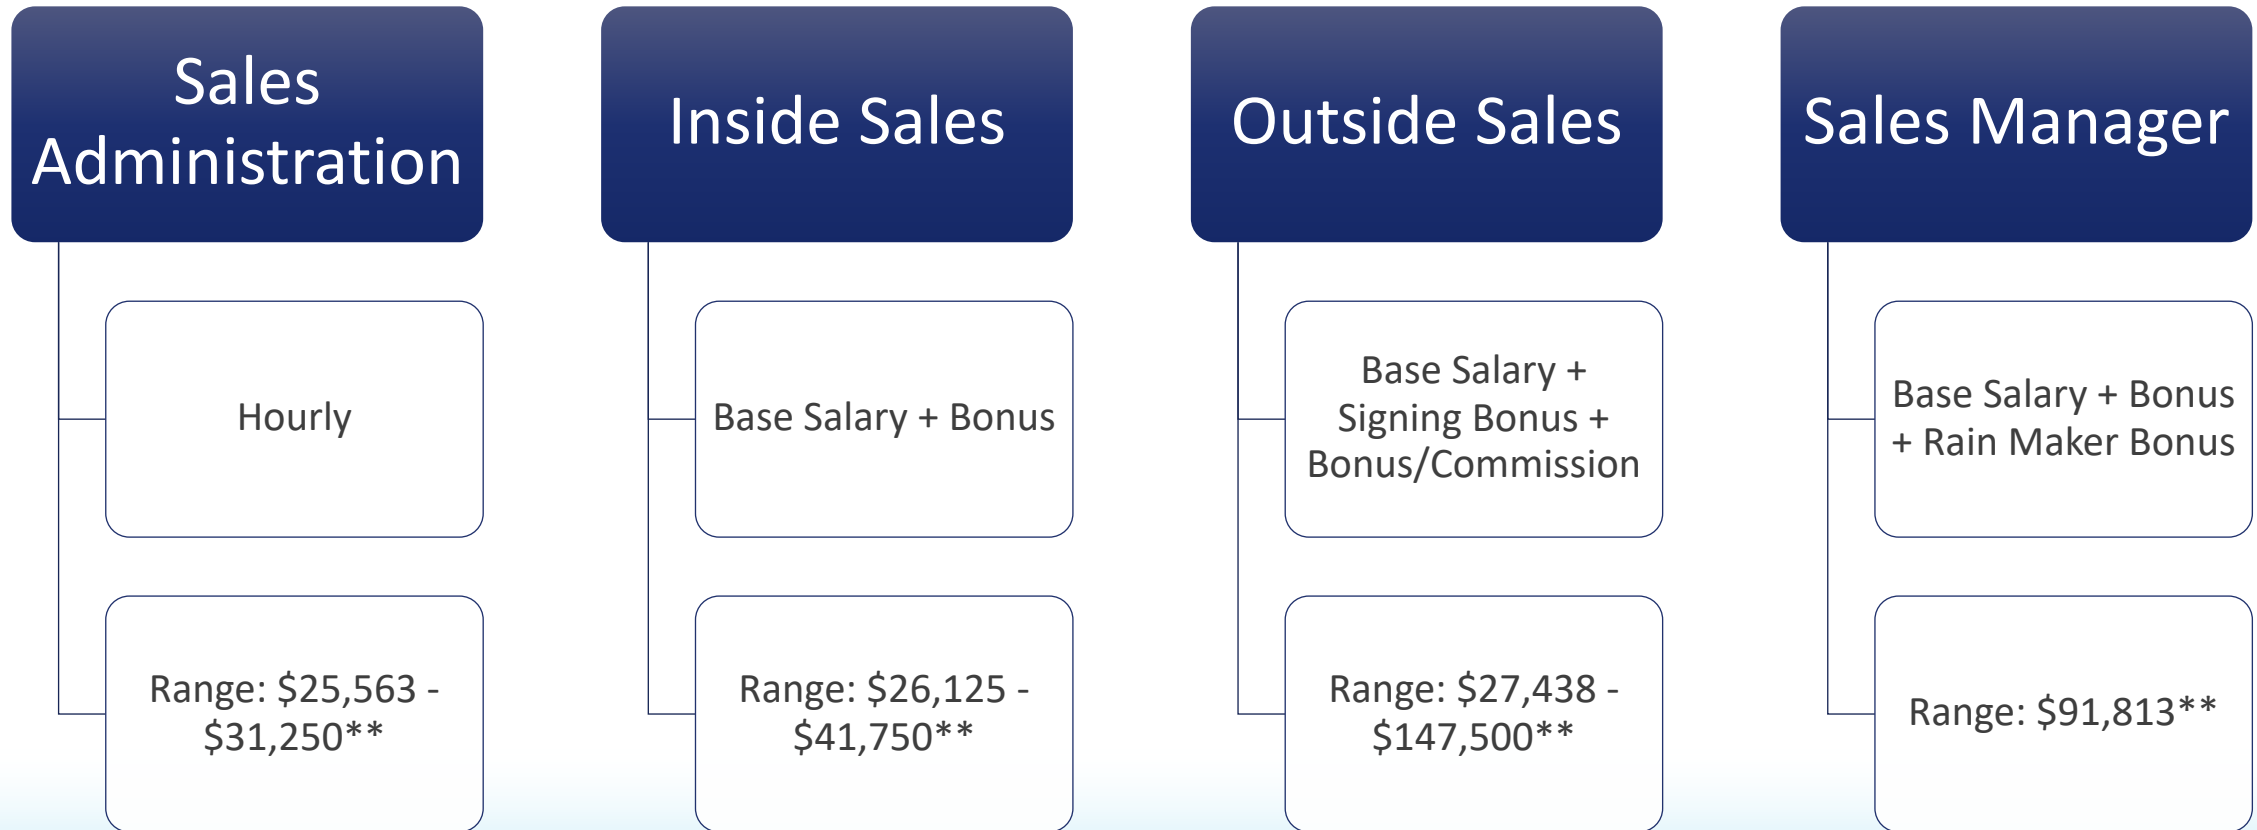 Sales
Administration
Hourly
Range: $25,563 -
$31,250**
Inside Sales
Base Salary + Bonus
Range: $26,125 -
$41,750**
Outside Sales
Base Salary +
Signing Bonus +
Bonus/Commission
Range: $27,438 -
$147,500**
Sales Manager
Base Salary + Bonus
+ Rain Maker Bonus
Range: $91,813**